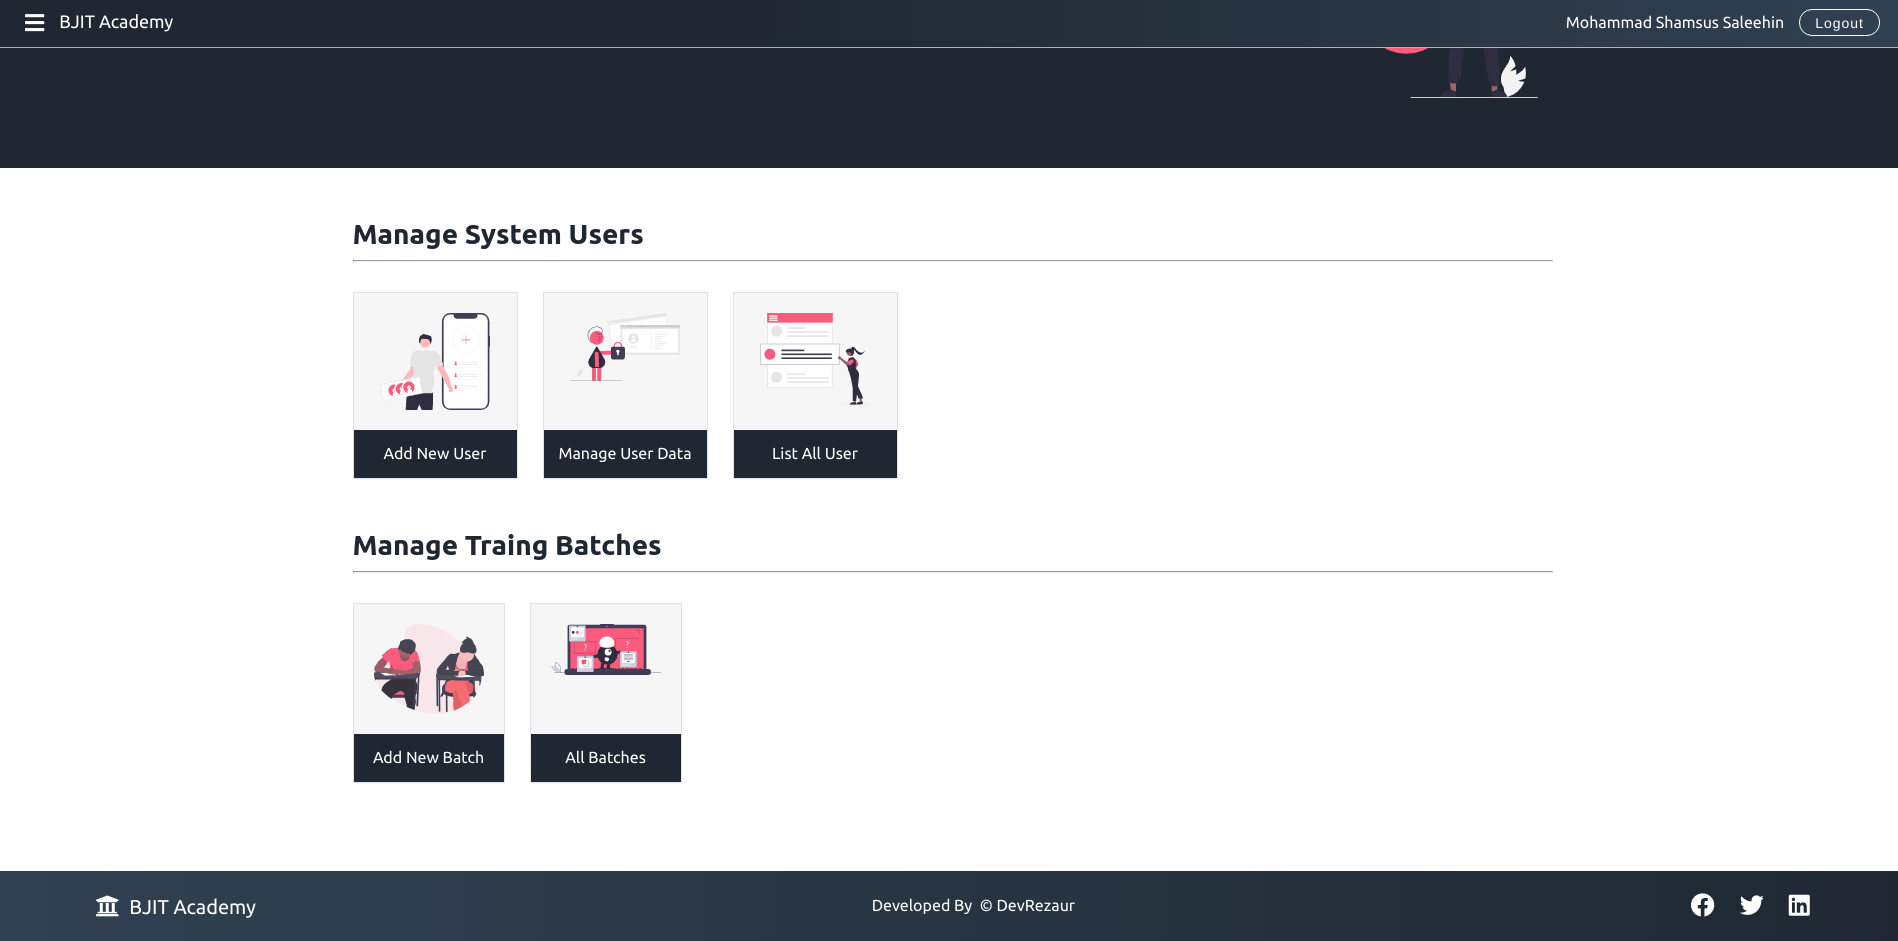 BJIT Academy
Mohammad Shamsus Saleehin
Logout
Manage System Users
Add New User
Manage User Data
List All User
Manage Traing Batches
Add New Batch
All Batches
BJIT Academy
Developed By © DevRezaur